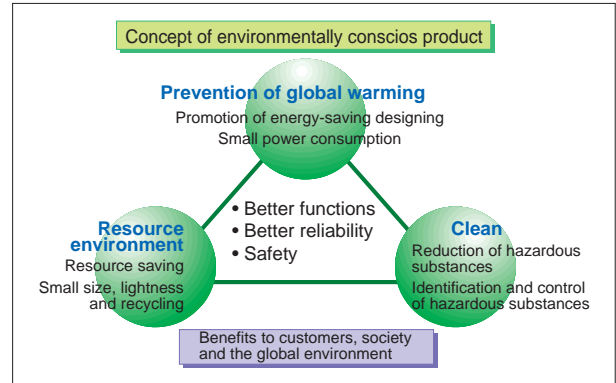 Concept of environmentally conscios product
Prevention of global warming
Promotion of energy-saving designing
Small power consumption
• Better functions
• Better reliability
• Safety
Resource
environment
Resource saving
Small size, lightness
and recycling
Clean
Reduction of hazardous
substances
Identification and control
of hazardous substances
Benefits to customers, society
and the global environment